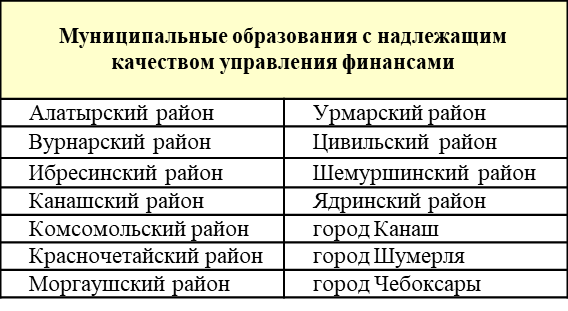 Муниципальные образования с надлежащим
качеством управления финансами
Алатырский район
Урмарский район
Вурнарский район
Цивильский район
Ибресинский район
Шемуршинский район
Канашский район
Ядринский район
Комсомольский район
город Канаш
Красночетайский район
город Шумерля
Моргаушский район
город Чебоксары